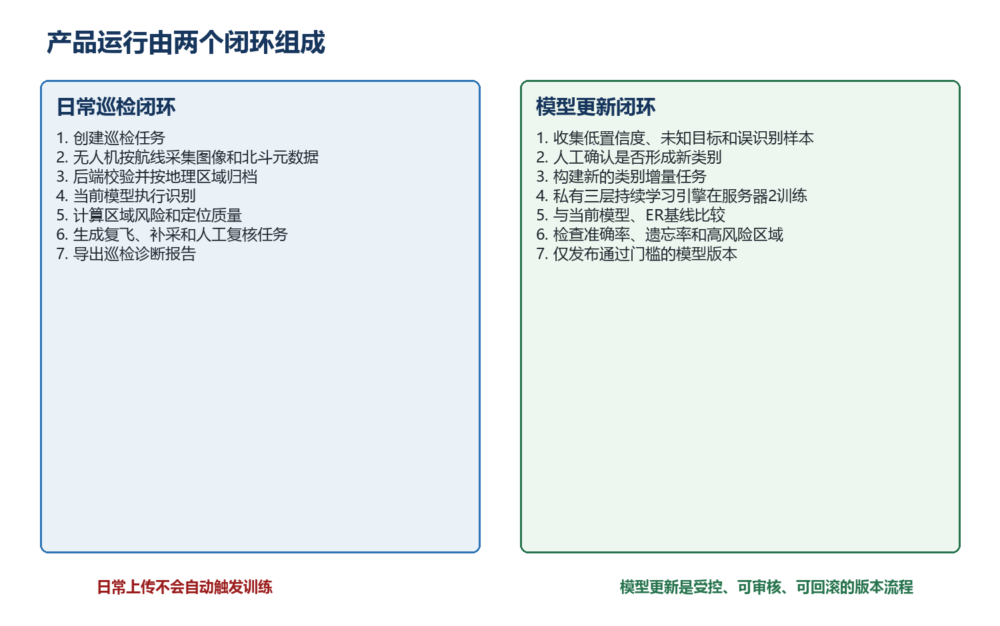 产品运行由两个闭环组成
日常巡检闭环
1. 创建巡检任务
2. 无人机按航线采集图像和北斗元数据
3. 后端校验并按地理区域归档
4. 当前模型执行识别
5. 计算区域风险和定位质量
6. 生成复飞、补采和人工复核任务
7. 导出巡检诊断报告
模型更新闭环
1. 收集低置信度、未知目标和误识别样本
2. 人工确认是否形成新类别
3. 构建新的类别增量任务
4. 私有三层持续学习引擎在服务器2训练
5. 与当前模型、ER基线比较
6. 检查准确率、遗忘率和高风险区域
7. 仅发布通过门槛的模型版本
日常上传不会自动触发训练
模型更新是受控、可审核、可回滚的版本流程